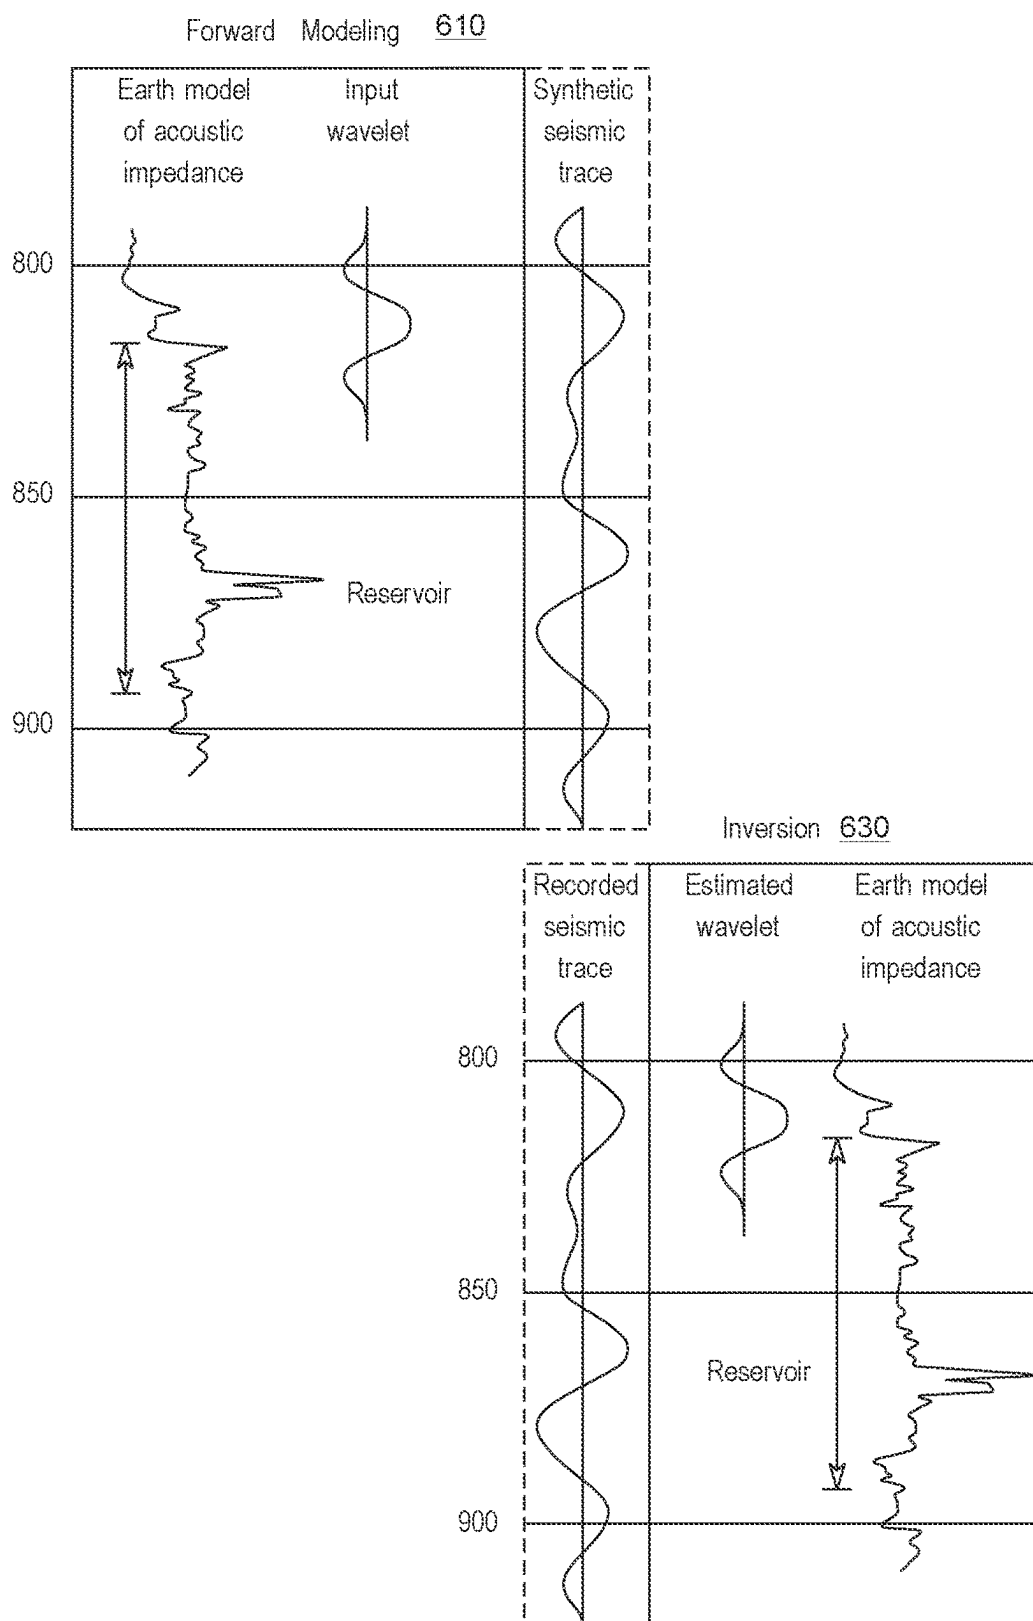 Forward Modeling 610
Earth model
of acoustic
impedance
Input
wavelet
Synthetic
seismic
trace
800
850
Reservoir
900
Inversion 630
Recorded
seismic
trace
Estimated
wavelet
Earth model
of acoustic
impedance
800
850
Reservoir
900